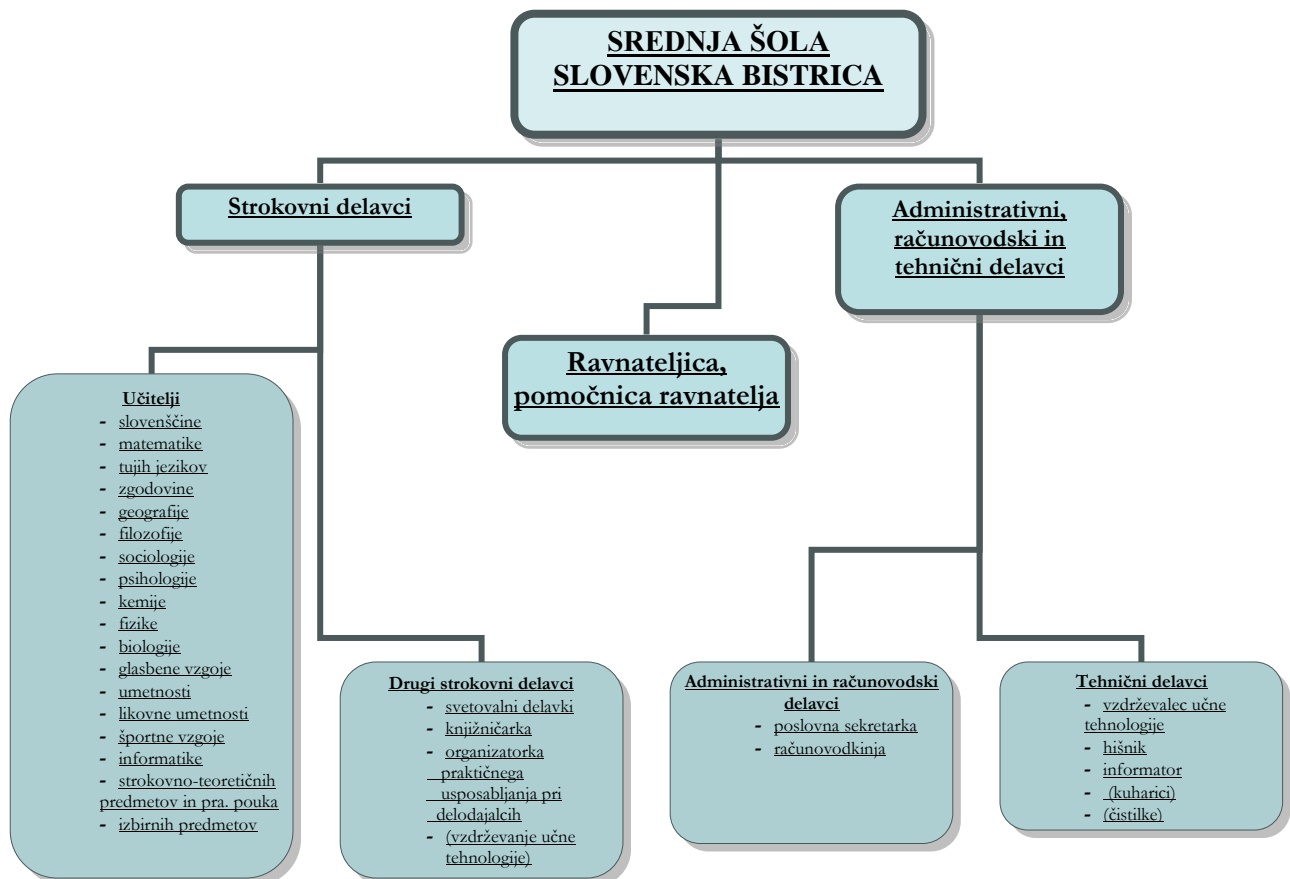 SREDNJA ŠOLA
SLOVENSKA BISTRICA
Strokovni delavci
Administrativni,
računovodski in
tehnični delavci
Ravnateljica,
pomočnica ravnatelja
Učitelji
- slovenščine
- matematike
- tujih jezikov
- zgodovine
- geografije
- filozofije
- sociologije
- psihologije
- kemije
- fizike
- biologije
- glasbene vzgoje
- umetnosti
- likovne umetnosti
- športne vzgoje
- informatike
- strokovno-teoretičnih
predmetov in pra. pouka
- izbirnih predmetov
Drugi strokovni delavci
- svetovalni delavki
- knjižničarka
- organizatorka
praktičnega
usposabljanja pri
delodajalcih
- (vzdrževanje učne
tehnologije)
Administrativni in računovodski
delavci
- poslovna sekretarka
- računovodkinja
Tehnični delavci
- vzdrževalec učne
tehnologije
- hišnik
- informator
- (kuharici)
- (čistilke)